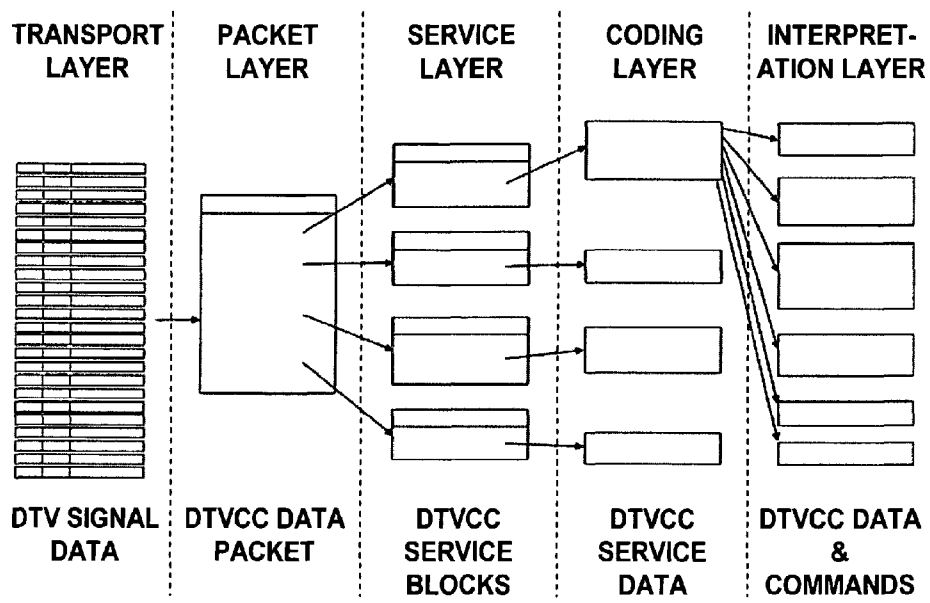 TRANSPORT
LAYER
PACKET
LAYER
SERVICE
LAYER
CODING
LAYER
INTERPRET-
ATION LAYER
DTV SIGNAL
DATA
DTVCC DATA
PACKET
DTVCC
SERVICE
BLOCKS
DTVCC
SERVICE
DATA
DTVCC DATA
&
COMMANDS